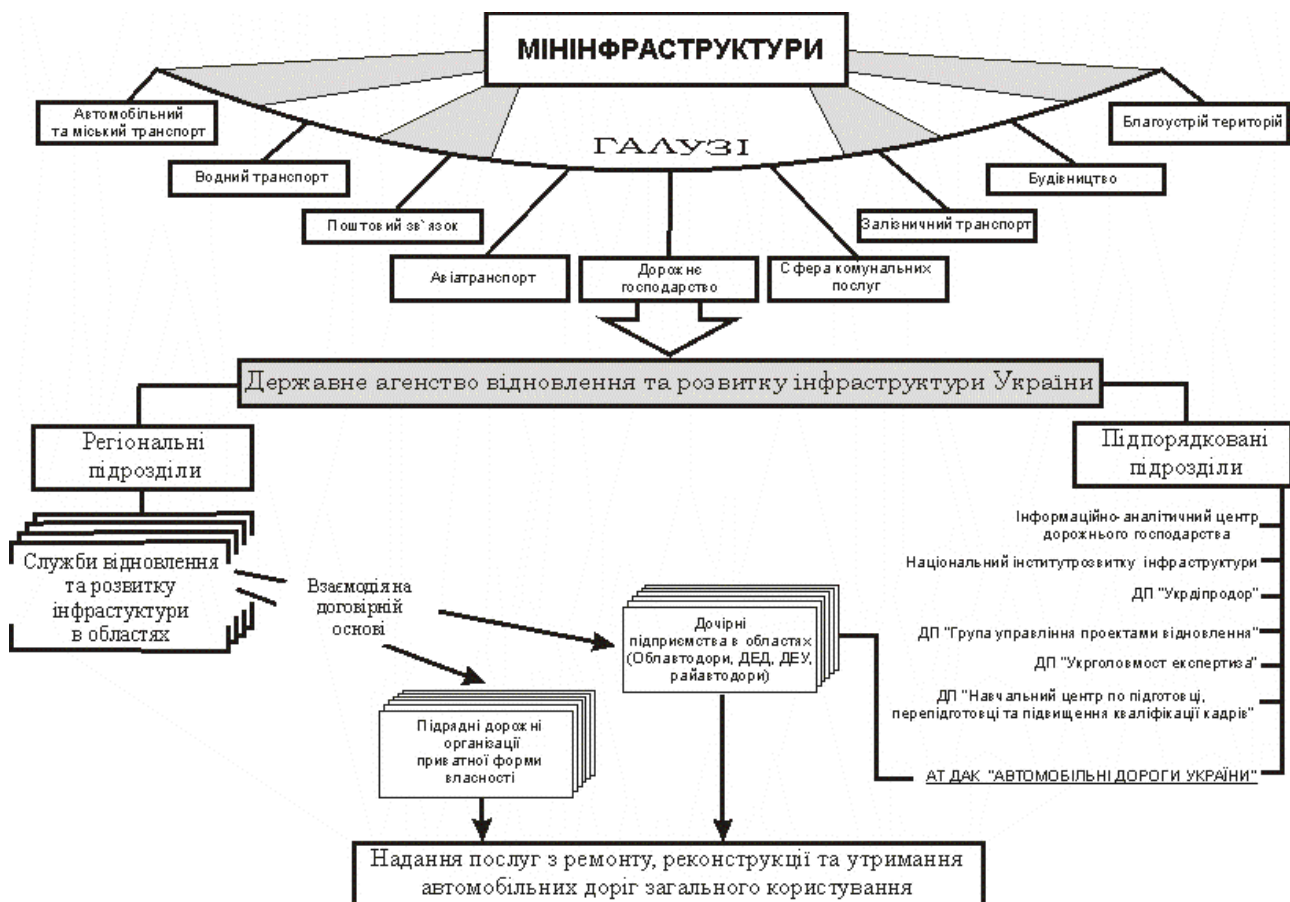 МІНІНФРАСТРУКТУРИ
ГАЛУЗІ
Автомобільний
та міський транспорт
Водний транспорт
Поштовий зв`язок
Авіатранспорт
Дорожнє
господарство
Сфера комунальних
послуг
Залізничний транспорт
Будівництво
Благоустрій територій
Державне агенство відновлення та розвитку інфраструктури України
Регіональні
підрозділи
Підпорядковані
підрозділи
Служби відновлення
та розвитку
інфрастуктури
в областях
Взаємодія на
договірній
основі
Дочірні
підприємства в областях
(Облавтодори, ДЕД, ДЕУ,
райавтодори)
Підрядні дорожні
організації
приватної форми
власності
Інформаційно-аналітичний центр
дорожнього господарства
Національний інститутрозвитку інфраструктури
ДП "Укрдіпродор"
ДП "Група управління проектами відновлення"
ДП "Укрголовмост експертиза"
ДП "Навчальний центр по підготовці,
перепідготовці та підвищення кваліфікації кадрів"
АТ ДАК "АВТОМОБІЛЬНІ ДОРОГИ УКРАЇНИ"
Надання послуг з ремонту, реконструкції та утримання
автомобільних доріг загального користування